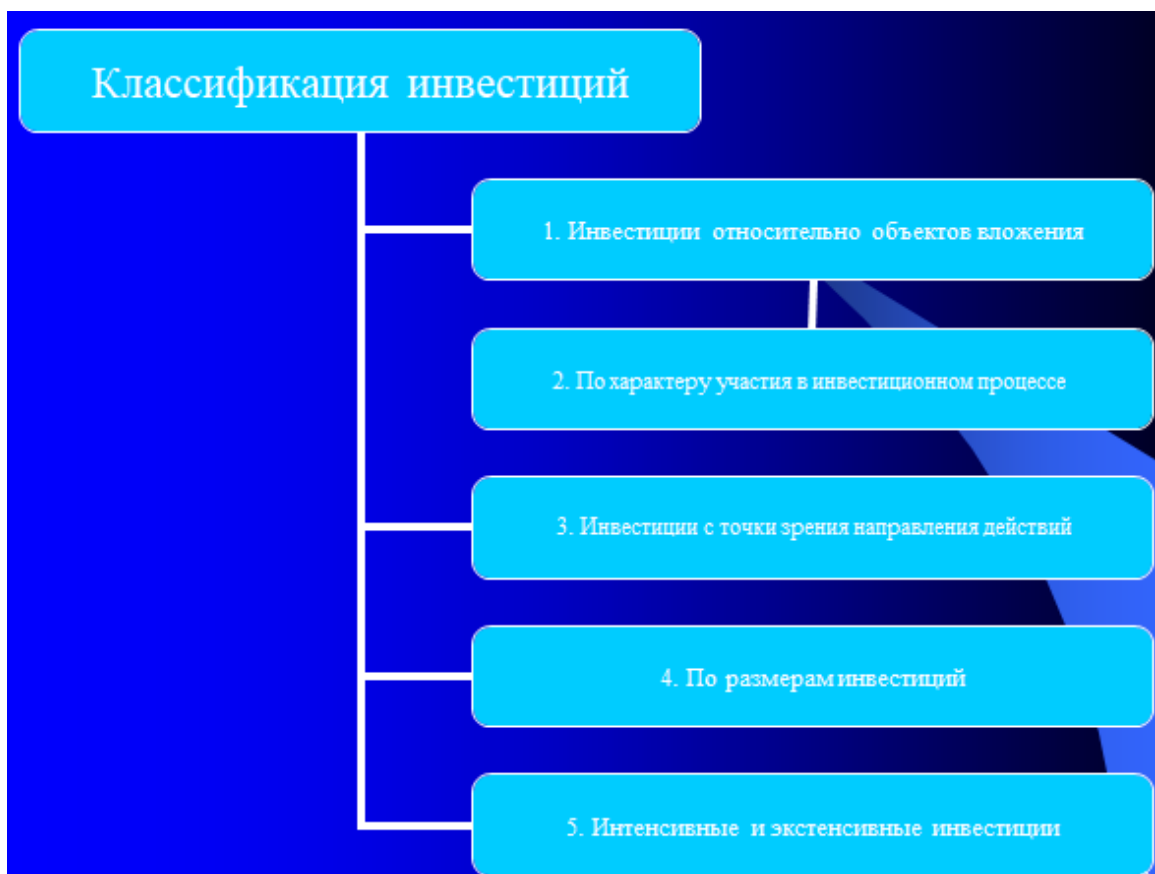 Классификация инвестиций
1. Инвестиции относительно объектов вложения
2. По характеру участия в инвестиционном процессе
3. Инвестиции с точки зрения направления действий
4. По размерам инвестиций
5. Интенсивные и экстенсивные инвестиции